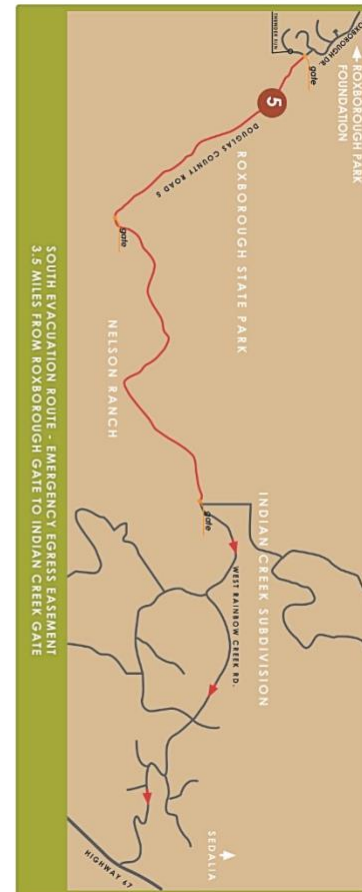 ROXBOROUGH PARK
FOUNDATION
ROXBOROUGH DR.
THUNDER RUN
gate
5
DOUGLAS COUNTY ROAD 5
ROXBOROUGH STATE PARK
gate
NELSON RANCH
gate
INDIAN CREEK SUBDIVISION
WEST RAINBOW CREEK RD.
SEDALIA
HIGHWAY 67
SOUTH EVACUATION ROUTE - EMERGENCY EGRESS EASEMENT
3.5 MILES FROM ROXBOROUGH GATE TO INDIAN CREEK GATE